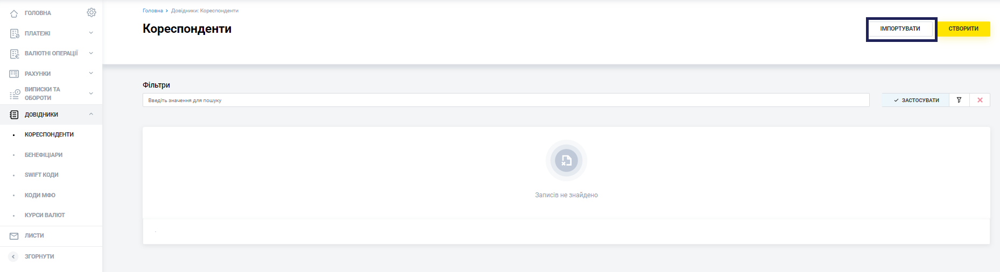 ГОЛОВНА
ПЛАТЕЖІ
ВАЛЮТНІ ОПЕРАЦІЇ
РАХУНКИ
ВИПИСКИ ТА
ОБОРОТИ
ДОВІДНИКИ
КОРЕСПОНДЕНТИ
БЕНЕФІЦІАРИ
SWIFT КОДИ
КОДИ МФО
КУРСИ ВАЛЮТ
ЛИСТИ
ЗГОРНУТИ
Головна > Довідники: Кореспонденти
Кореспонденти
ІМПОРТУВАТИ
СТВОРИТИ
Фільтри
Введіть значення для пошуку
ЗАСТОСУВАТИ
Записів не знайдено